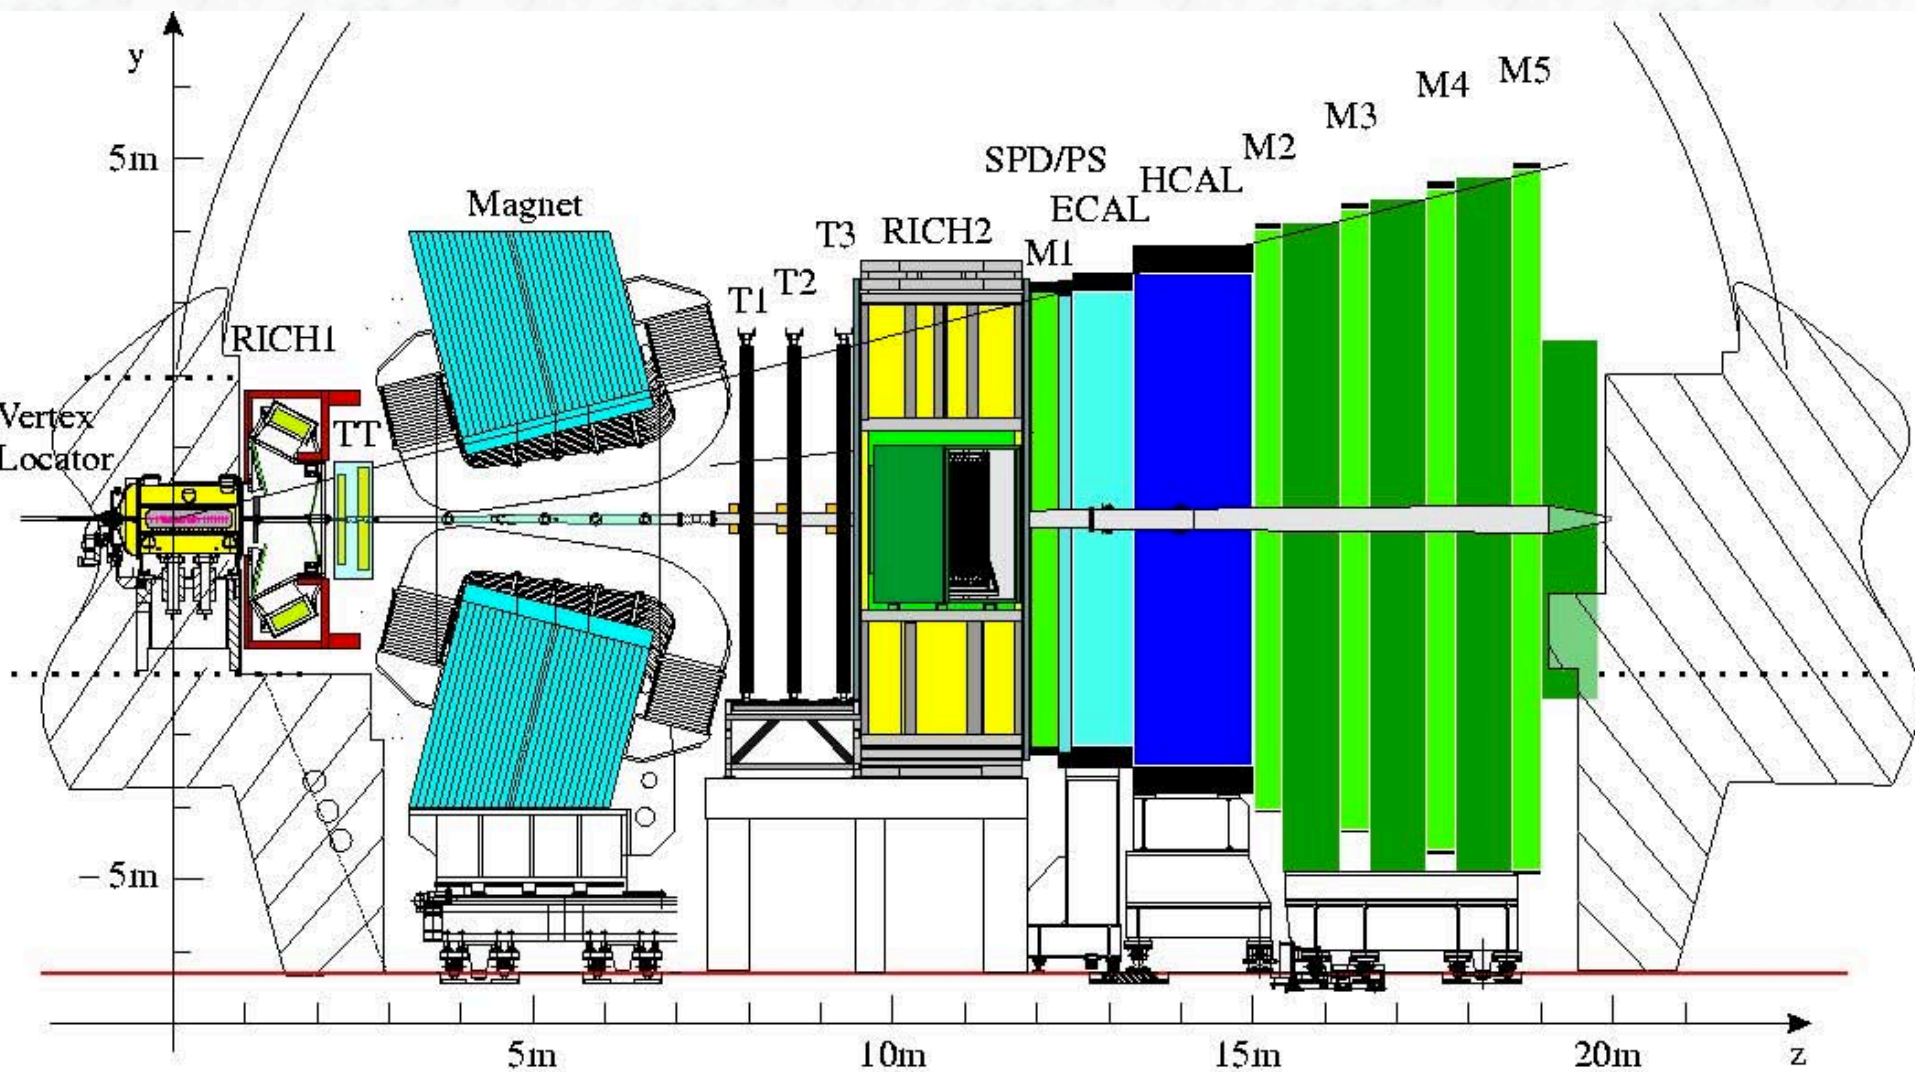 y
5m
Vertex
Locator
RICH1
TT
Magnet
T1
T2
T3
RICH2
M1
SPD/PS
ECAL
HCAL
M2
M3
M4
M5
− 5m
5m
10m
15m
20m
z